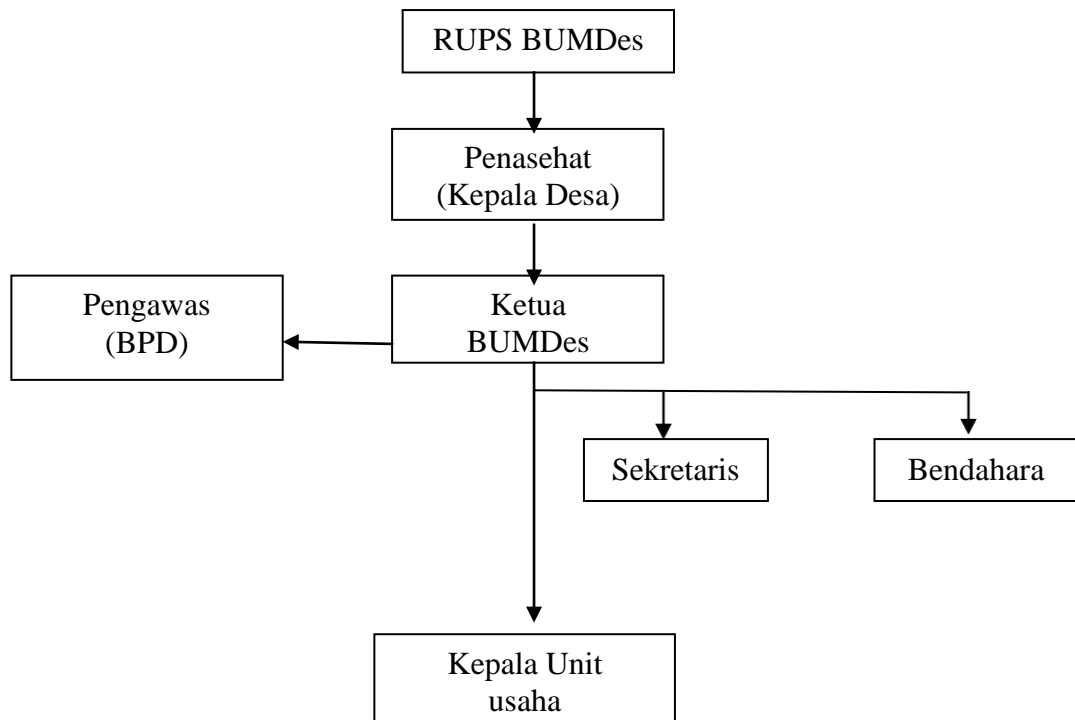 RUPS BUMDes
Penasehat
(Kepala Desa)
Pengawas
(BPD)
Ketua
BUMDes
Sekretaris
Bendahara
Kepala Unit
usaha